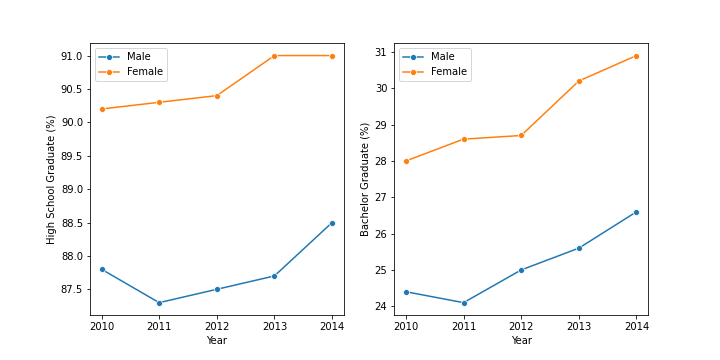 High School Graduate (%)
91.0
90.5
90.0
89.5
89.0
88.5
88.0
87.5
Male
Female
2010 2011 2012 2013 2014
Year
Bachelor Graduate (%)
31
30
29
28
27
26
25
24
Male
Female
2010 2011 2012 2013 2014
Year